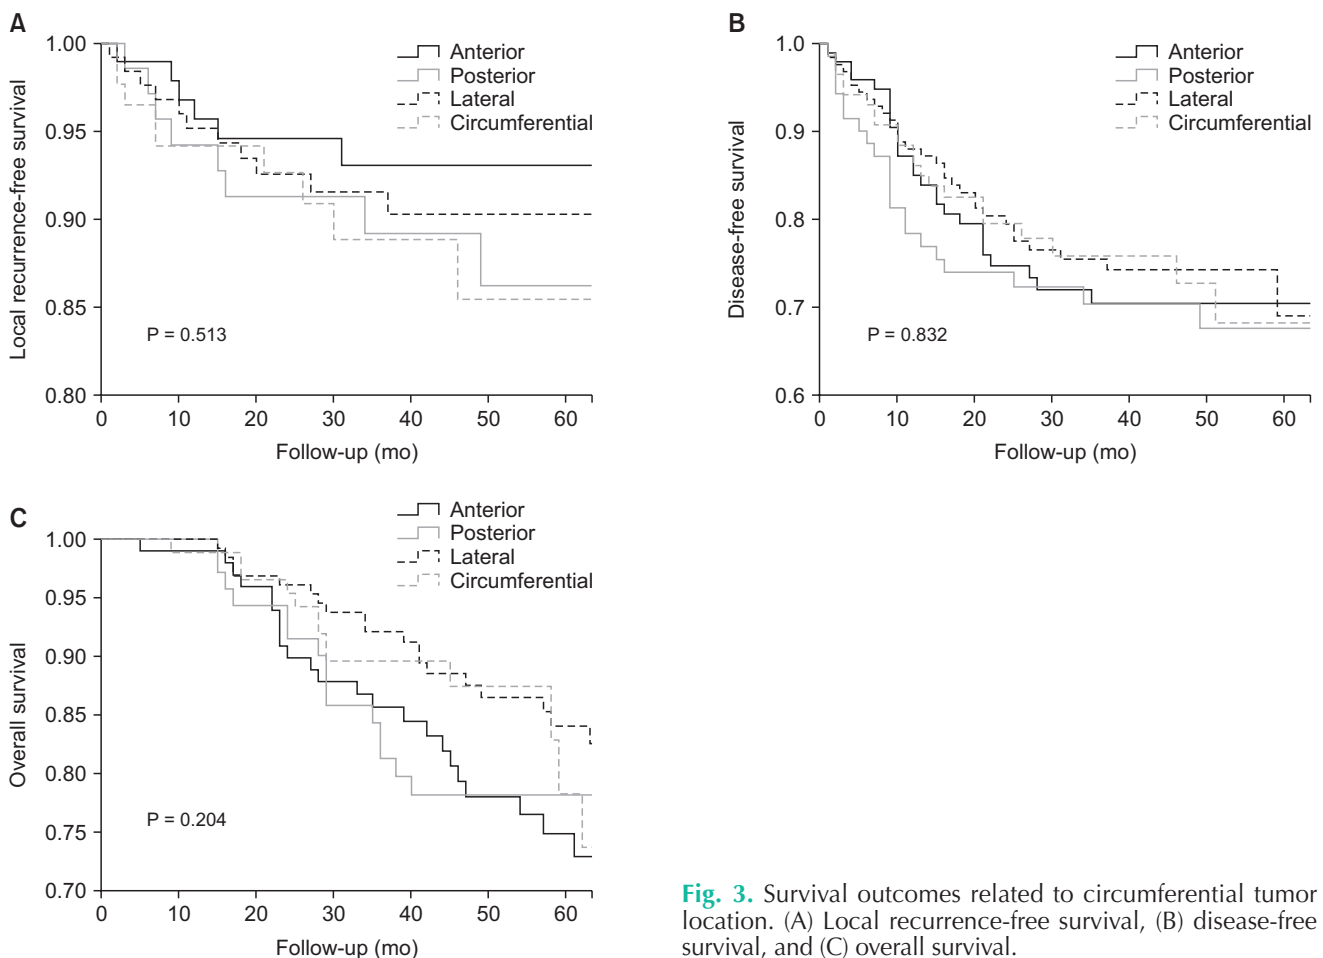 A
Local recurrence-free survival
1.00
0.95
0.90
0.85
0.80
Anterior
Posterior
Lateral
Circumferential
P = 0.513
0 10 20 30 40 50 60
Follow-up (mo)
B
Disease-free survival
1.0
0.9
0.8
0.7
0.6
Anterior
Posterior
Lateral
Circumferential
P = 0.832
0 10 20 30 40 50 60
Follow-up (mo)
C
Overall survival
1.00
0.95
0.90
0.85
0.80
0.75
0.70
Anterior
Posterior
Lateral
Circumferential
P = 0.204
0 10 20 30 40 50 60
Follow-up (mo)
Fig. 3. Survival outcomes related to circumferential tumor
location. (A) Local recurrence-free survival, (B) disease-free
survival, and (C) overall survival.